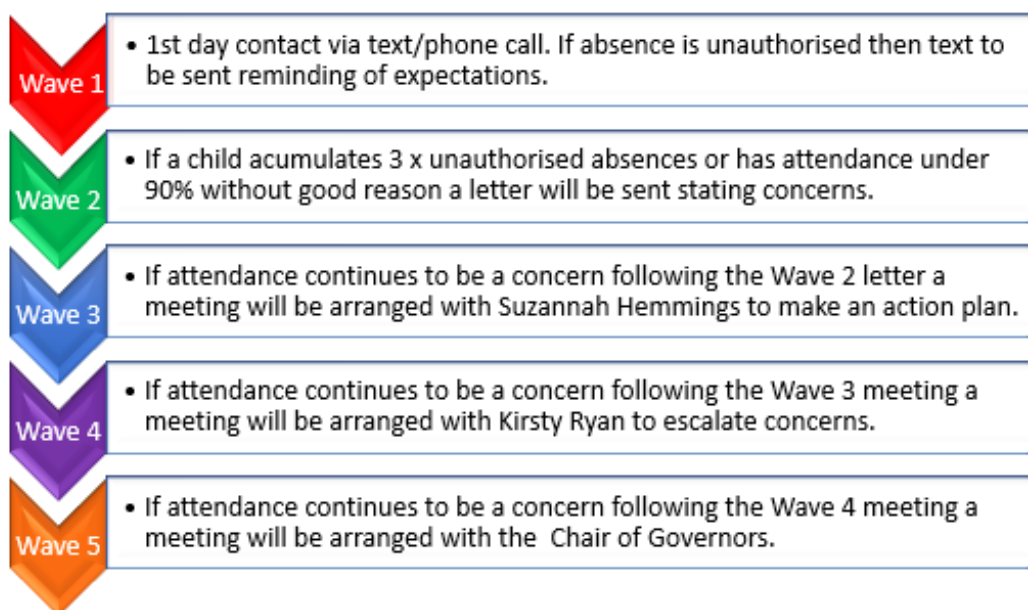 Wave 1
• 1st day contact via text/phone call. If absence is unauthorised then text to
be sent reminding of expectations.
Wave 2
• If a child acumulates 3 x unauthorised absences or has attendance under
90% without good reason a letter will be sent stating concerns.
Wave 3
• If attendance continues to be a concern following the Wave 2 letter a
meeting will be arranged with Suzannah Hemmings to make an action plan.
Wave 4
• If attendance continues to be a concern following the Wave 3 meeting a
meeting will be arranged with Kirsty Ryan to escalate concerns.
Wave 5
• If attendance continues to be a concern following the Wave 4 meeting a
meeting will be arranged with the  Chair of Governors.